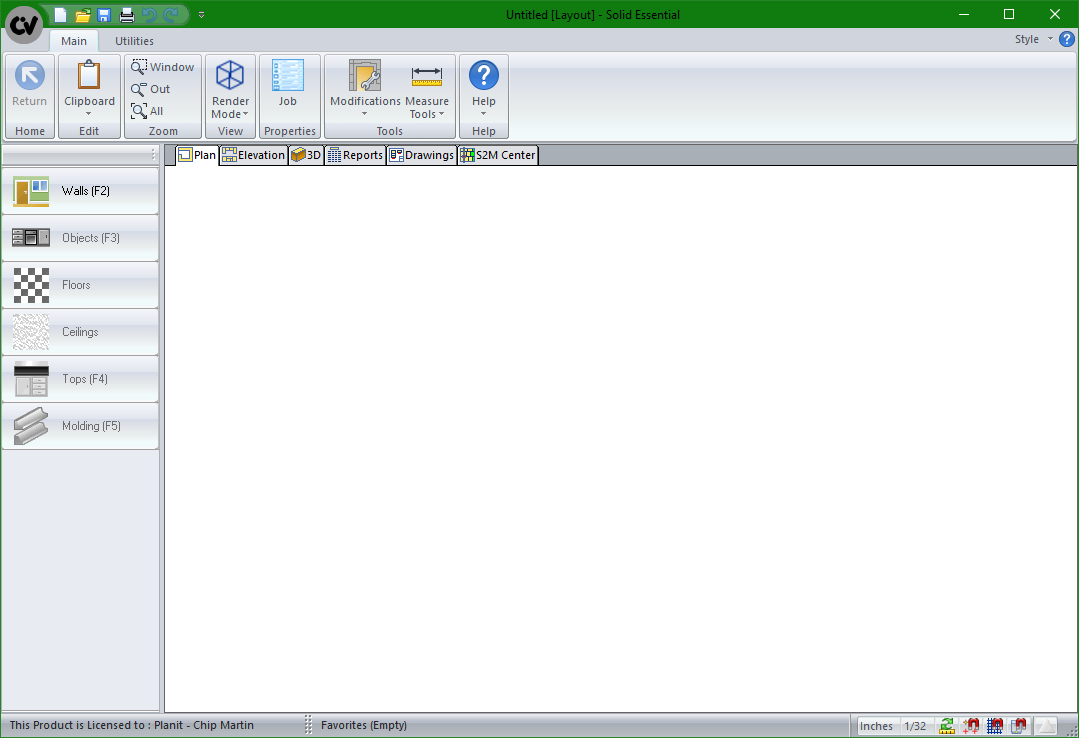 CV
Untitled [Layout] - Solid Essential
Main
Utilities
Style
?
Return
Home
Clipboard
Edit
Window
Out
All
Zoom
Render
Mode
View
Job
Properties
Modifications
Measure
Tools
Tools
?
Help
Help
Plan
Elevation
3D
Reports
Drawings
S2M Center
Walls (F2)
Objects (F3)
Floors
Ceilings
Tops (F4)
Molding (F5)
This Product is Licensed to : Planit - Chip Martin
Favorites (Empty)
Inches
1/32